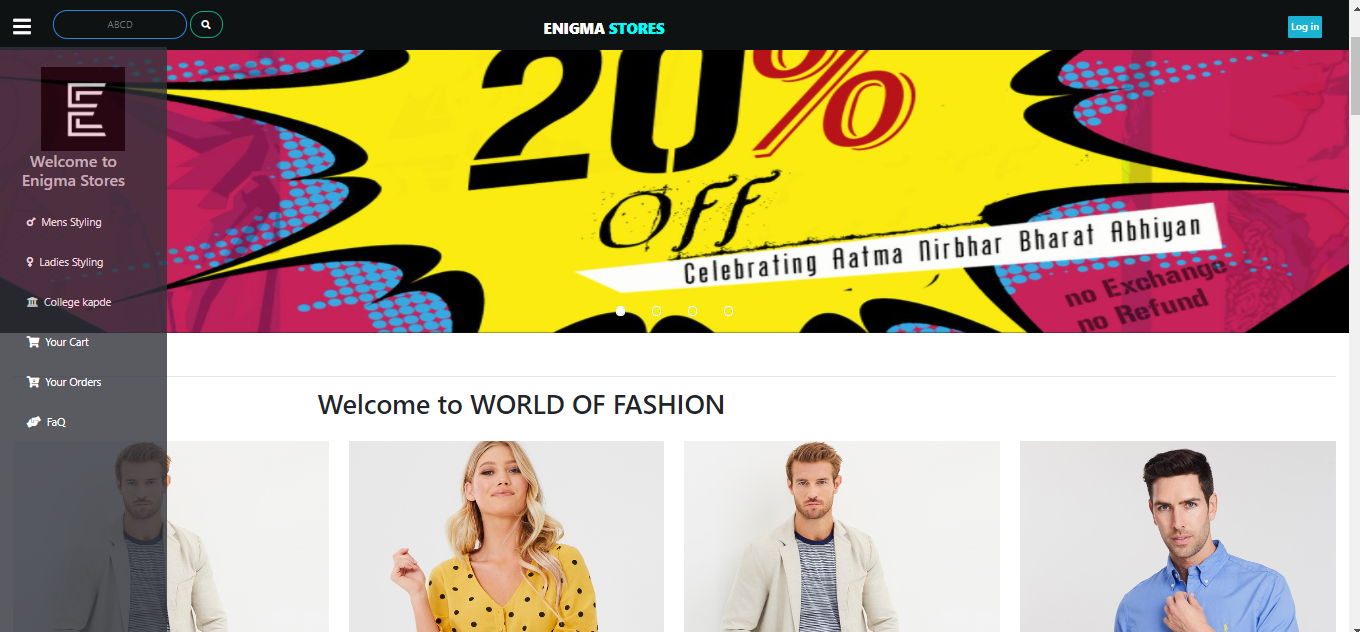 ABCD
ENIGMA STORES
Log in
20%
off
Celebrating Aatma Nirbhar Bharat Abhiyan
no Exchange
no Refund
E
Welcome to
Enigma Stores
Mens Styling
Ladies Styling
College kapde
Your Cart
Your Orders
FaQ
Welcome to WORLD OF FASHION